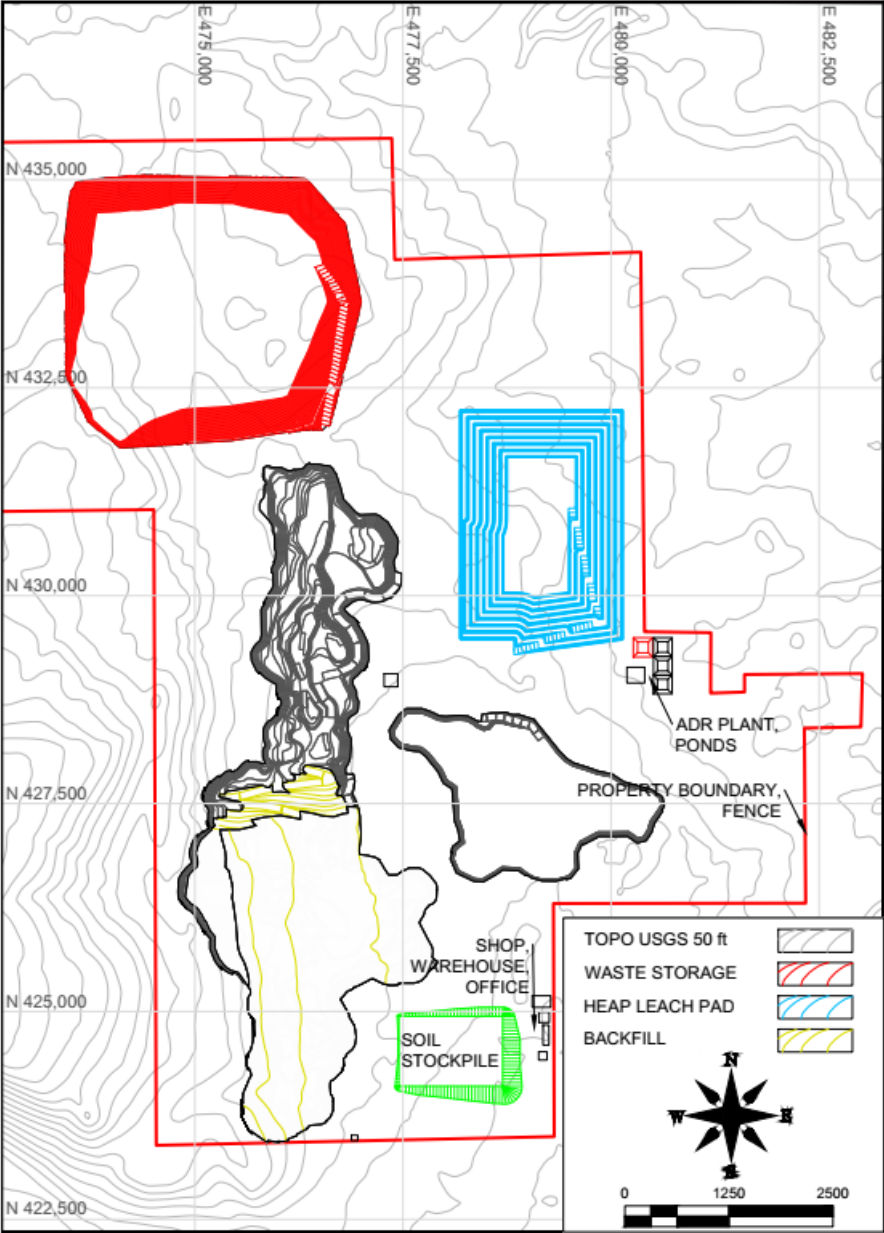 E 475,000
E 477,500
E 480,000
E 482,500
N 435,000
N 432,500
N 430,000
ADR PLANT,
PONDS
N 427,500
PROPERTY BOUNDARY,
FENCE
SHOP,
WAREHOUSE,
OFFICE
N 425,000
SOIL
STOCKPILE
N 422,500
TOPO USGS 50 ft
WASTE STORAGE
HEAP LEACH PAD
BACKFILL
N
W E
S
0 1250 2500